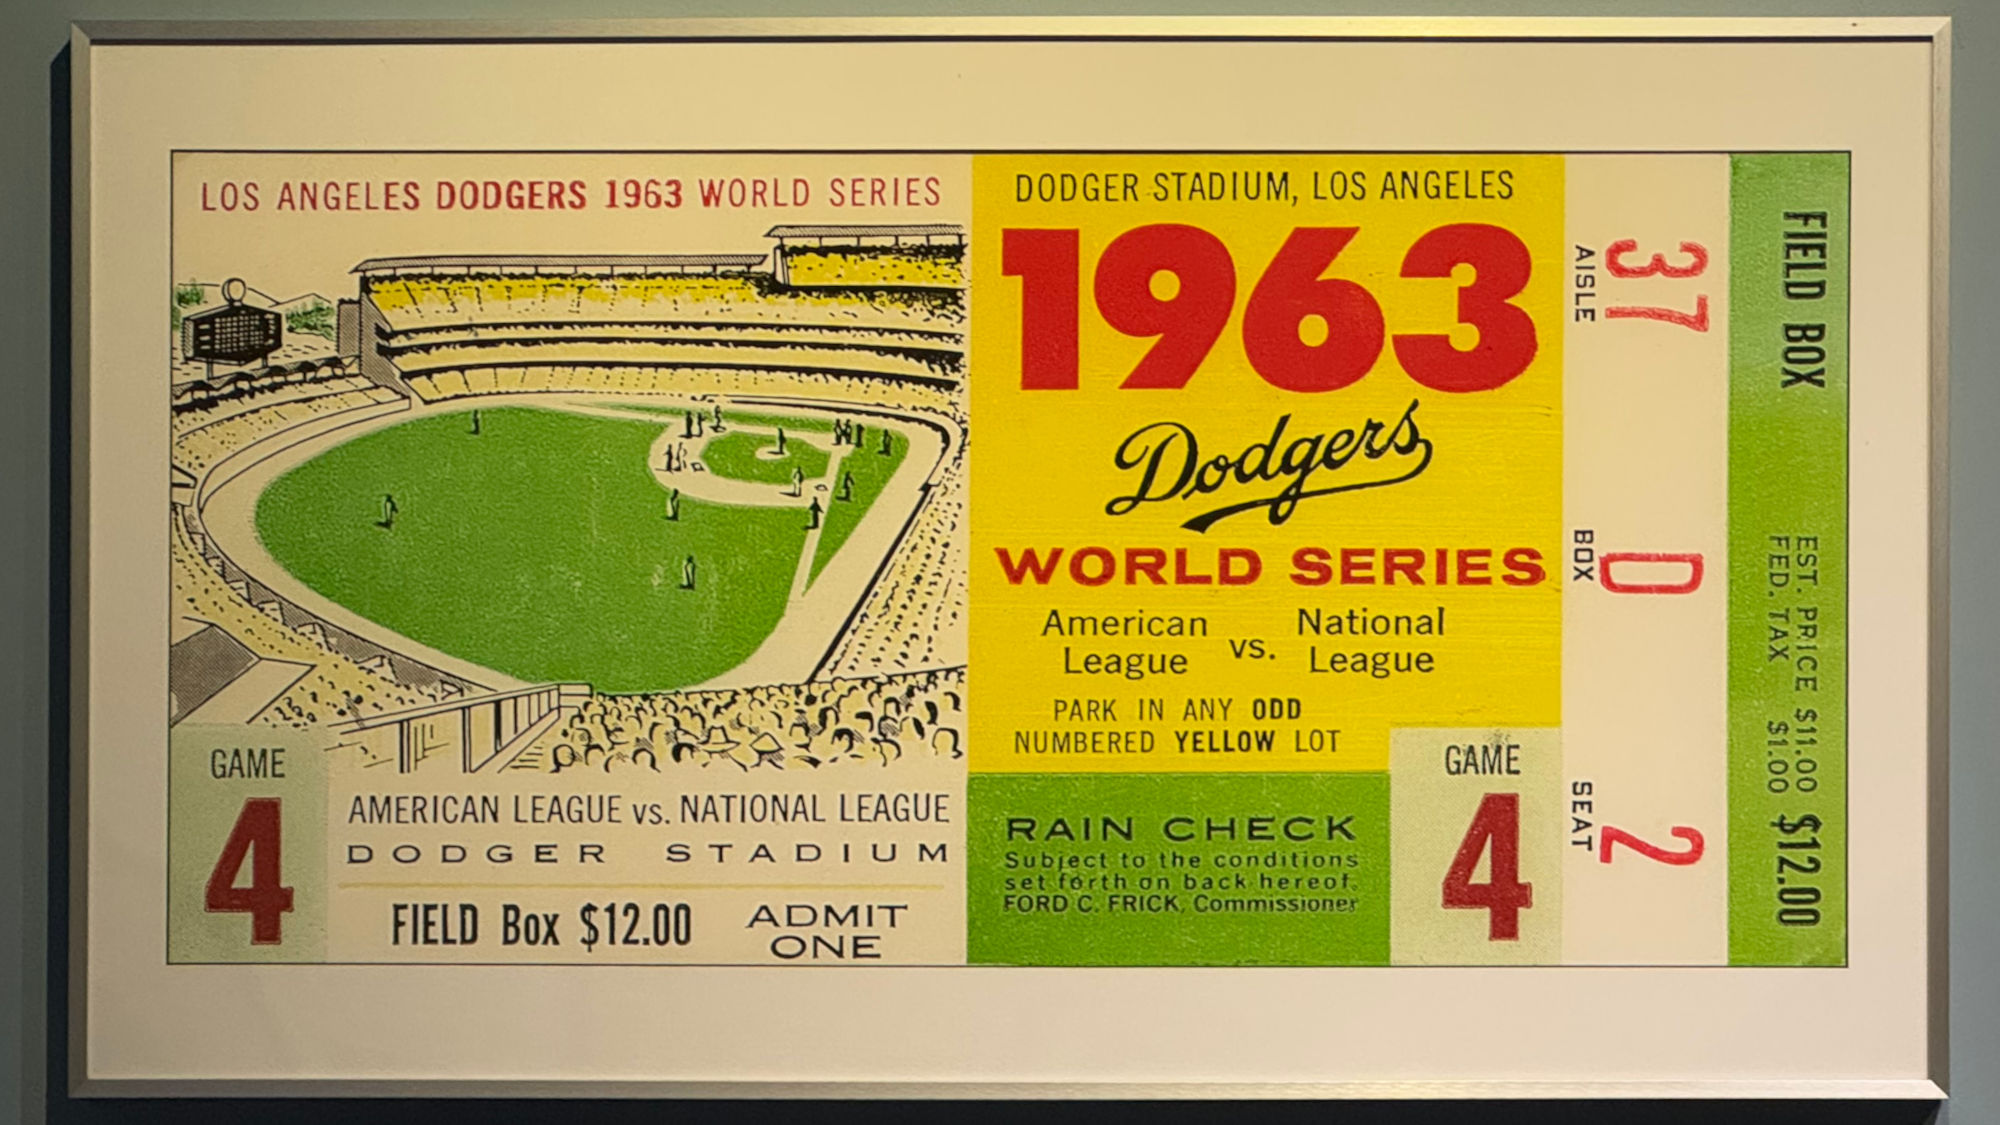 LOS ANGELES DODGERS 1963 WORLD SERIES
GAME
4
AMERICAN LEAGUE vs. NATIONAL LEAGUE
DODGER STADIUM
FIELD Box $12.00
ADMIT
ONE
DODGER STADIUM, LOS ANGELES
1963
Dodgers
WORLD SERIES
American
League
vs.
National
League
PARK IN ANY ODD
NUMBERED YELLOW LOT
RAIN CHECK
Subject to the conditions
set forth on back hereof.
FORD C. FRICK, Commissioner
GAME
4
AISLE 37
BOX D
SEAT 2
FIELD BOX
EST. PRICE $11.00
FED. TAX $1.00
$12.00